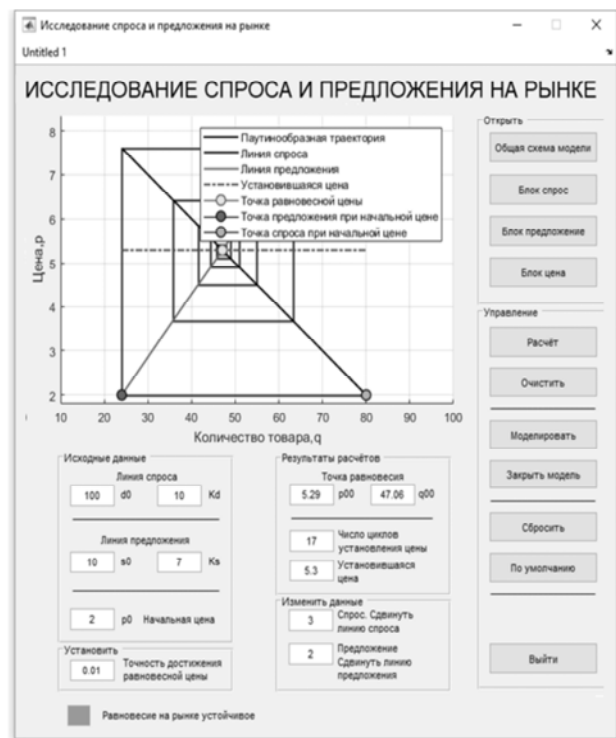 Исследование спроса и предложения на рынке
Untitled 1
ИССЛЕДОВАНИЕ СПРОСА И ПРЕДЛОЖЕНИЯ НА РЫНКЕ
8
7
6
5
4
3
2
Цена,p
10 20 30 40 50 60 70 80 90 100
Количество товара,q
Паутинообразная траектория
Линия спроса
Линия предложения
Установившаяся цена
Точка равновесной цены
Точка предложения при начальной цене
Точка спроса при начальной цене
Открыть
Общая схема модели
Блок спрос
Блок предложение
Блок цена
Управление
Расчёт
Очистить
Моделировать
Закрыть модель
Сбросить
По умолчанию
Выйти
Исходные данные
Линия спроса
100 d0 10 Kd
Линия предложения
10 s0 7 Ks
2 p0 Начальная цена
Установить
0.01 Точность достижения
равновесной цены
Результаты расчётов
Точка равновесия
5.29 p00 47.06 q00
17 Число циклов
установления цены
5.3 Установившаяся
цена
Изменить данные
3 Спрос. Сдвинуть
линию спроса
2 Предложение
Сдвинуть линию
предложения
Равновесие на рынке устойчивое